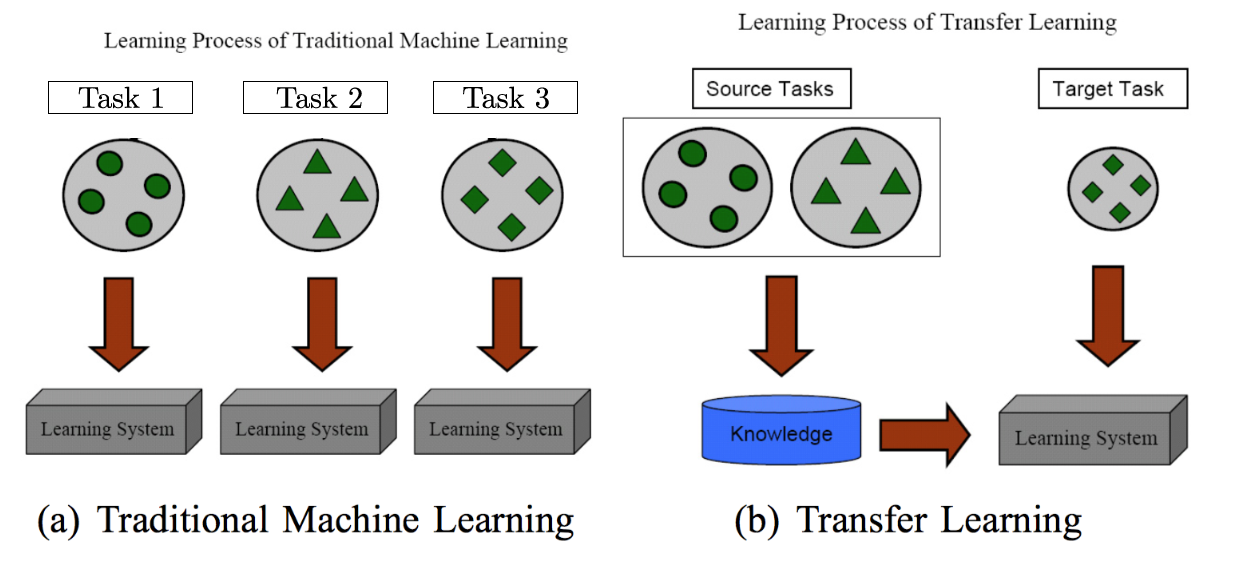 Learning Process of Traditional Machine Learning
Task 1
Task 2
Task 3
Learning System
Learning System
Learning System
(a) Traditional Machine Learning
Learning Process of Transfer Learning
Source Tasks
Target Task
Knowledge
Learning System
(b) Transfer Learning